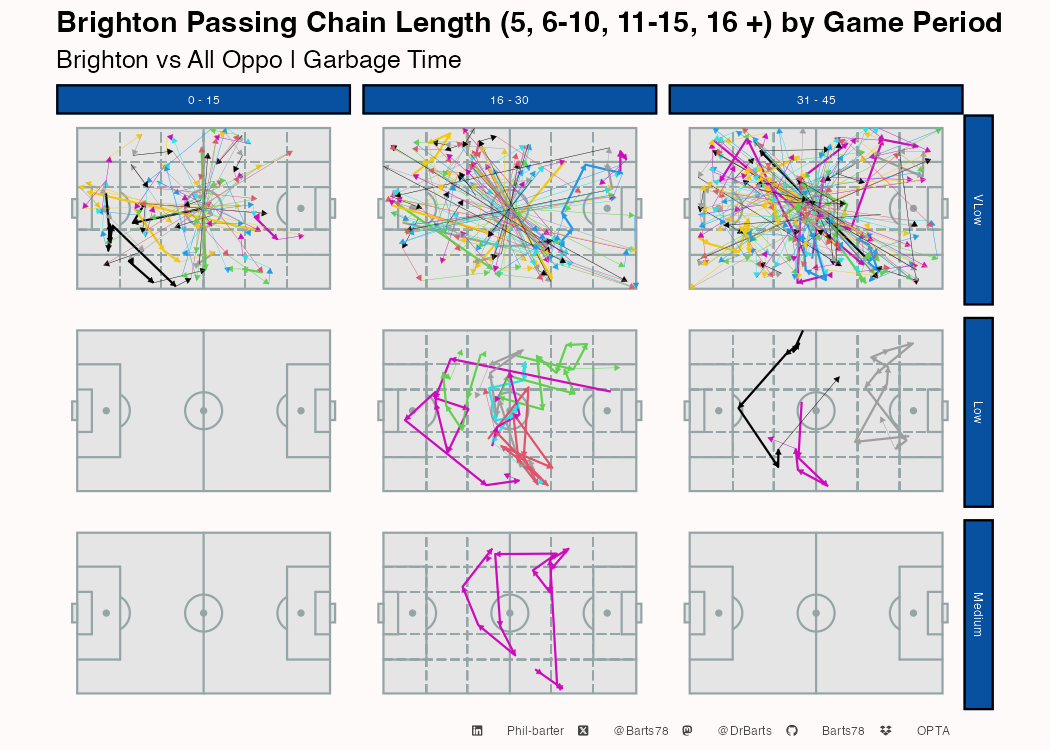 Brighton Passing Chain Length (5, 6-10, 11-15, 16 +) by Game Period
Brighton vs All Oppo | Garbage Time
0 - 15
16 - 30
31 - 45
VLow
Low
Medium
Phil-barter @Barts78 @DrBarts Barts78 OPTA